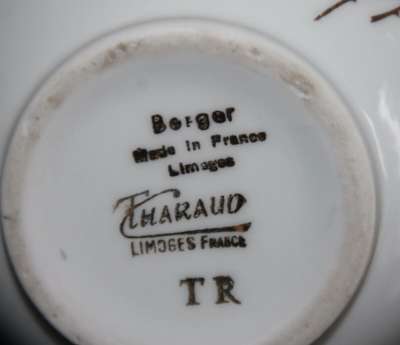 Berger
Made in France
Limoges
THARAUD
LIMOGES FRANCE
TR